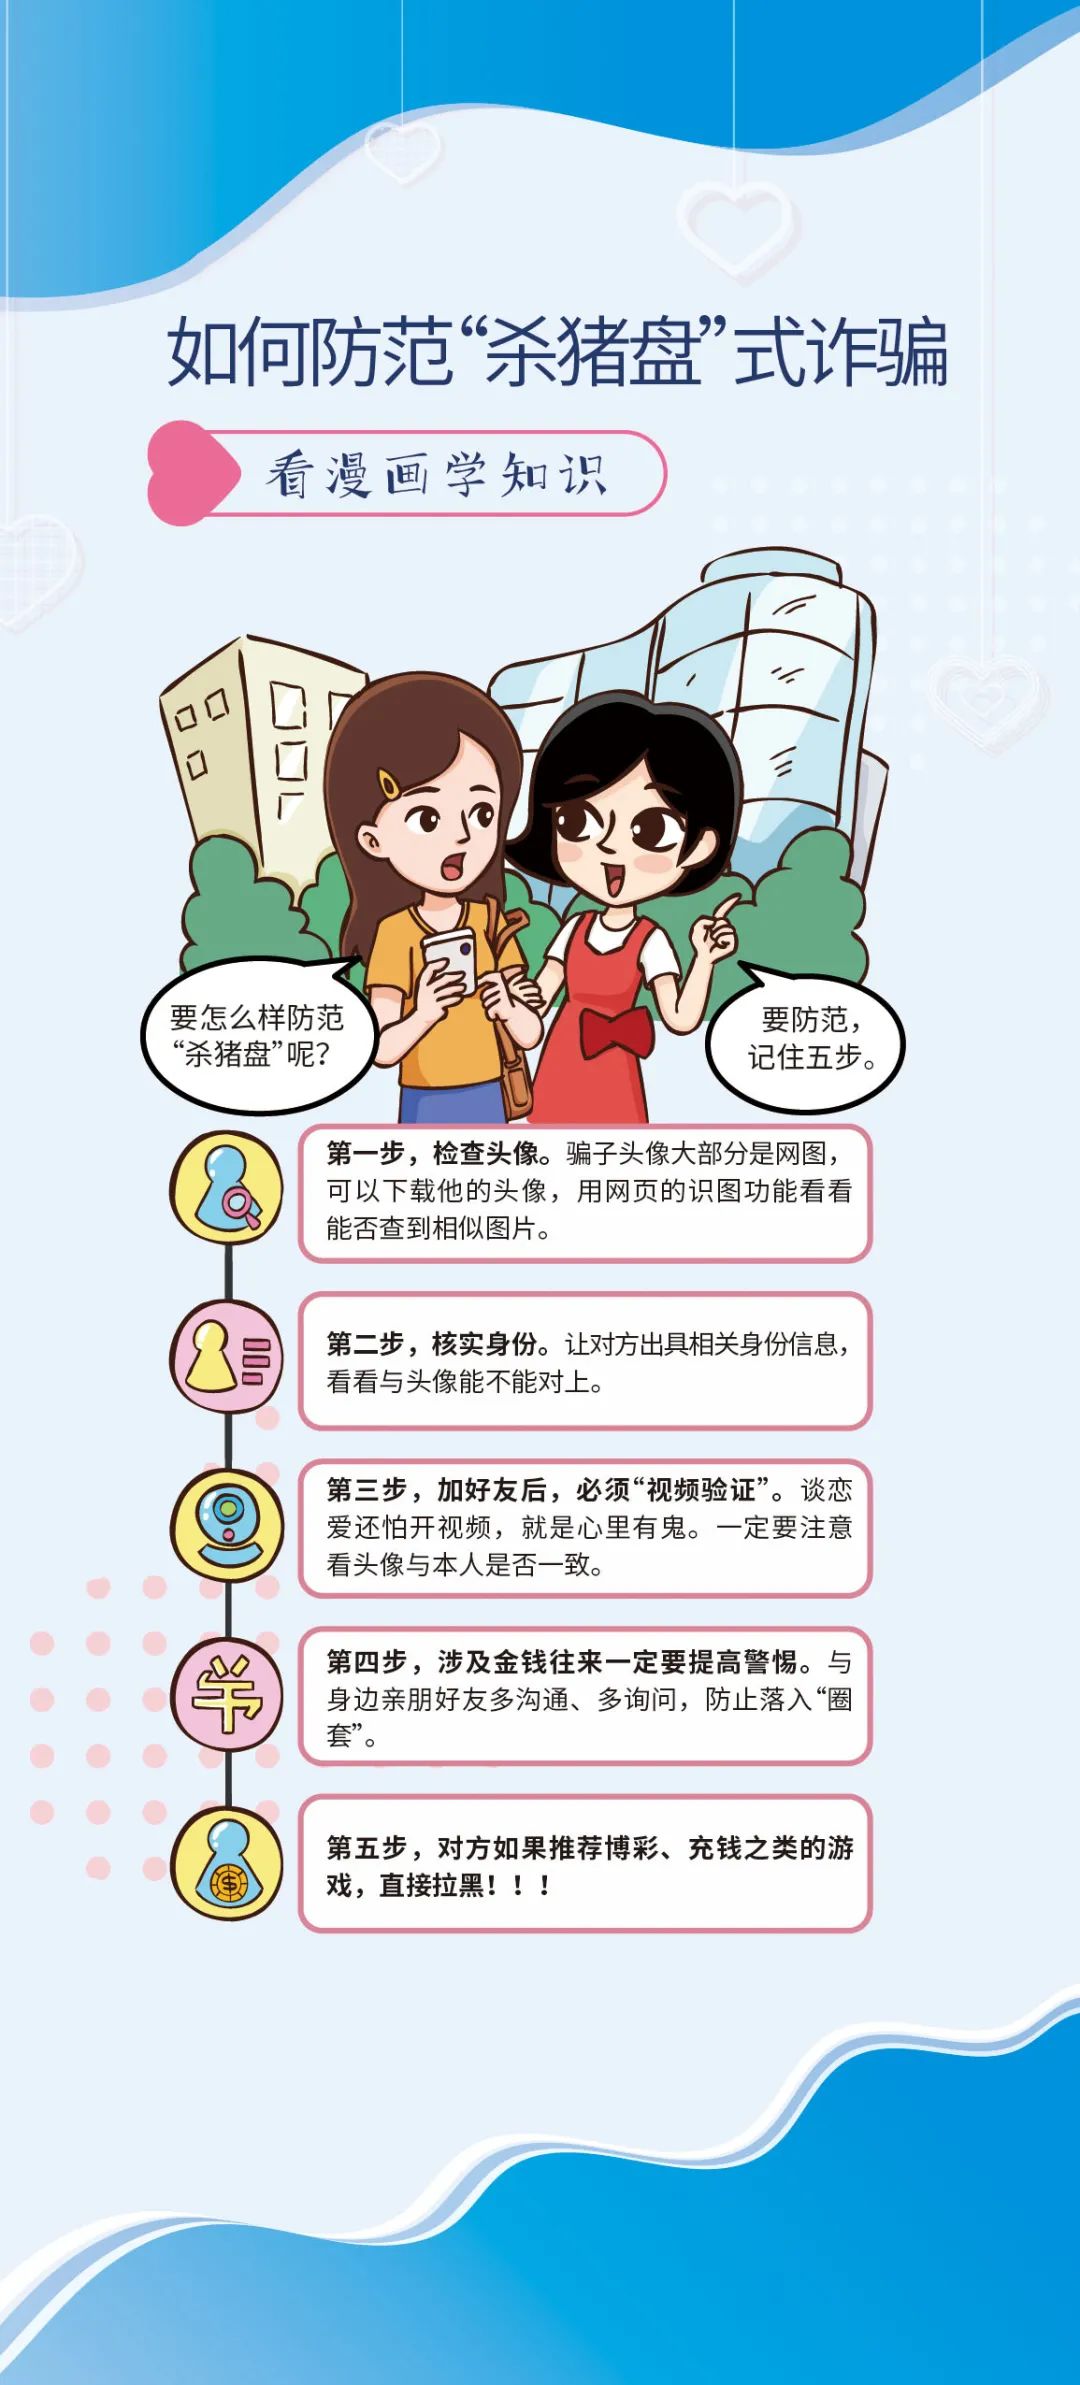 如何防范“杀猪盘”式诈骗
看漫画学知识
要怎么样防范
“杀猪盘”呢？
要防范，
记住五步。
第一步，检查头像。骗子头像大部分是网图，
可以下载他的头像，用网页的识图功能看看
能否查到相似图片。
第二步，核实身份。让对方出具相关身份信息，
看看与头像能不能对上。
第三步，加好友后，必须“视频验证”。谈恋
爱还怕开视频，就是心里有鬼。一定要注意
看头像与本人是否一致。
第四步，涉及金钱往来一定要提高警惕。与
身边亲朋好友多沟通、多询问，防止落入“圈
套”。
第五步，对方如果推荐博彩、充钱之类的游
戏，直接拉黑！！！